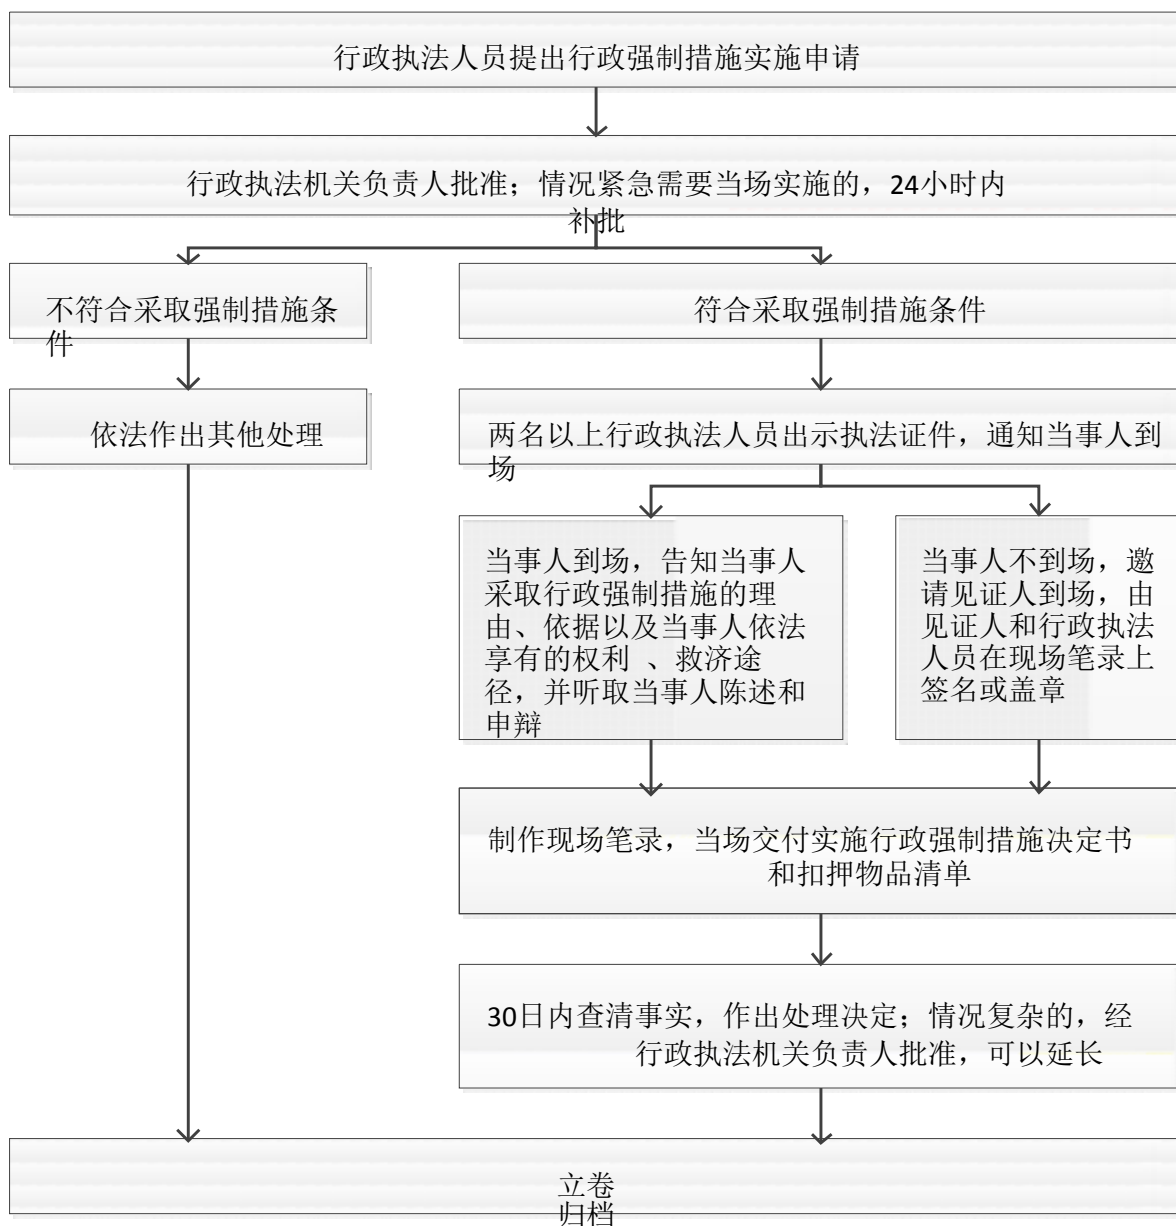 行政执法人员提出行政强制措施实施申请
行政执法机关负责人批准；情况紧急需要当场实施的，24小时内
补批
不符合采取强制措施条
件
符合采取强制措施条件
依法作出其他处理
两名以上行政执法人员出示执法证件，通知当事人到
场
当事人到场，告知当事人
采取行政强制措施的理
由、依据以及当事人依法
享有的权利 、救济途
径，并听取当事人陈述和
申辩
当事人不到场，邀
请见证人到场，由
见证人和行政执法
人员在现场笔录上
签名或盖章
制作现场笔录，当场交付实施行政强制措施决定书
和扣押物品清单
30日内查清事实，作出处理决定；情况复杂的，经
行政执法机关负责人批准，可以延长
立卷
归档